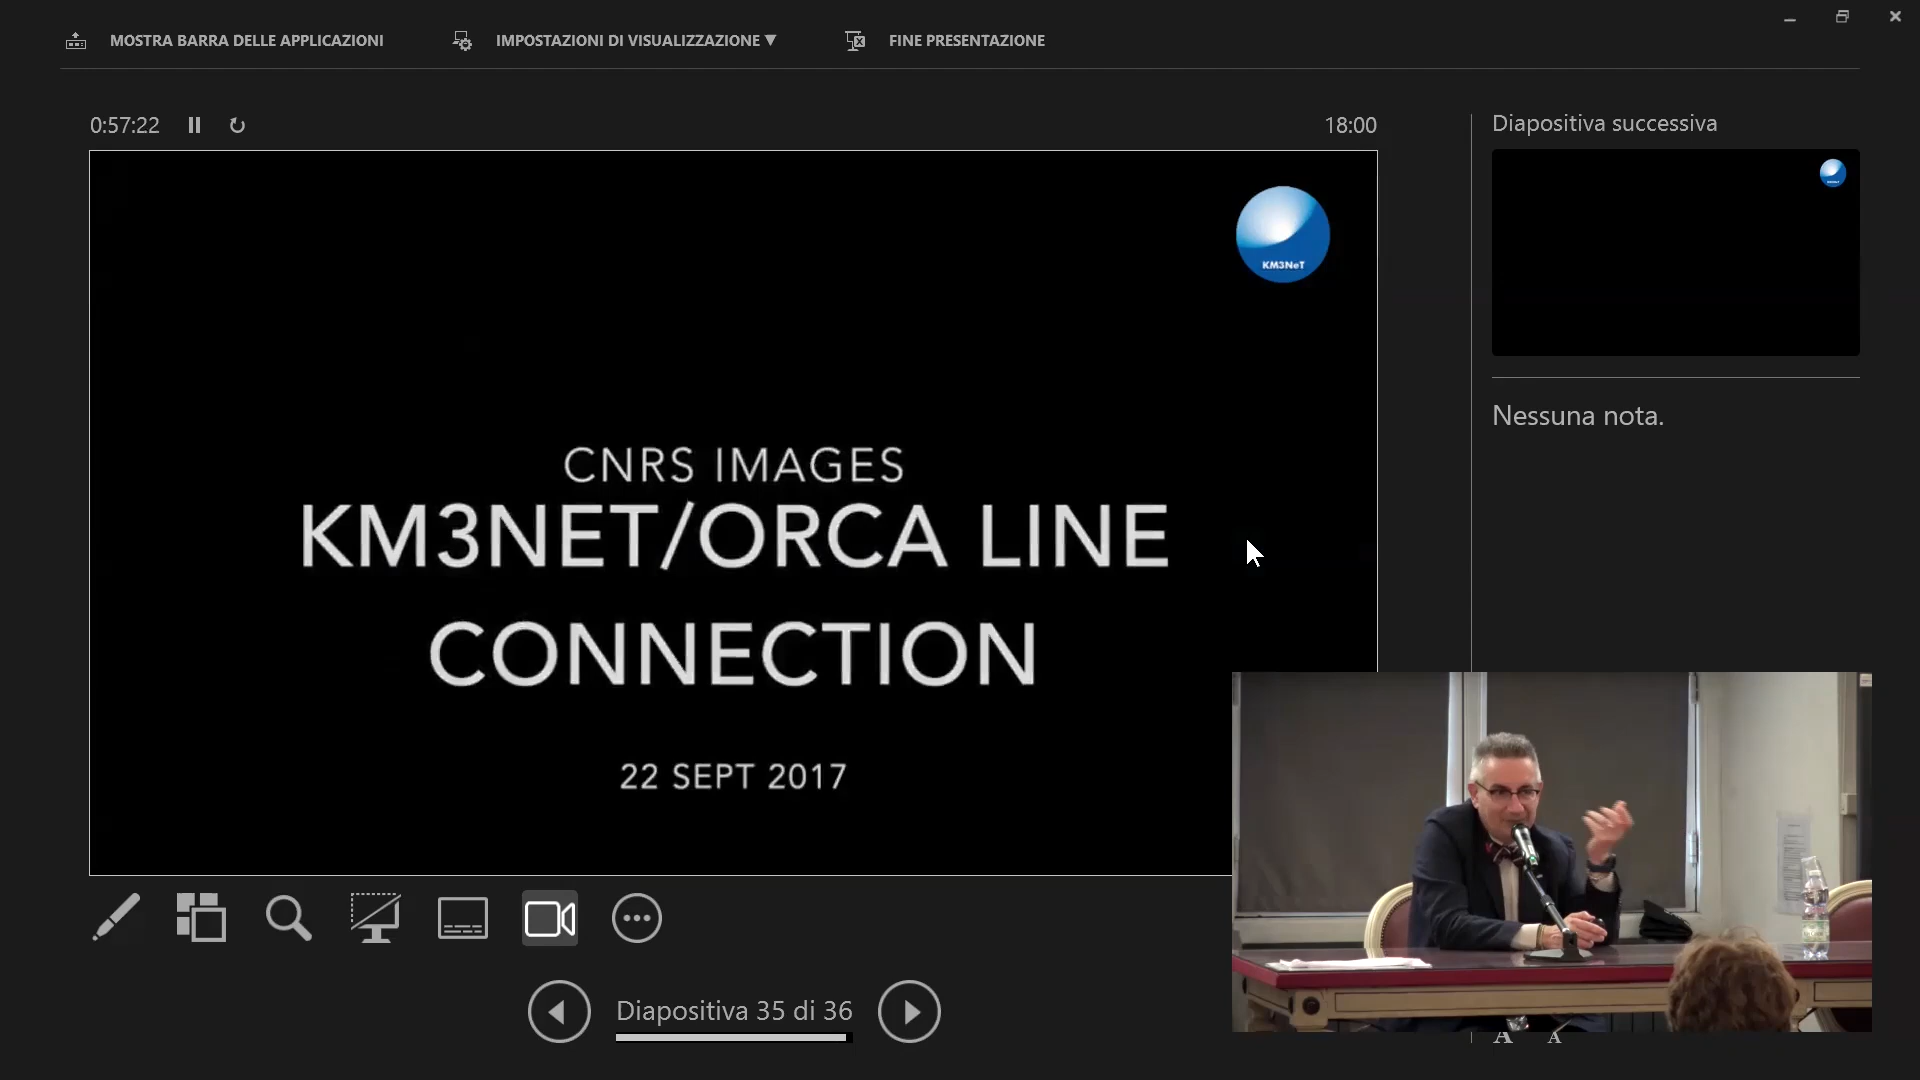 MOSTRA BARRA DELLE APPLICAZIONI
IMPOSTAZIONI DI VISUALIZZAZIONE ▼
FINE PRESENTAZIONE
0:57:22
18:00
Diapositiva successiva
KM3NeT
Nessuna nota.
CNRS IMAGES
KM3NET/ORCA LINE
CONNECTION
22 SEPT 2017
Diapositiva 35 di 36
A A